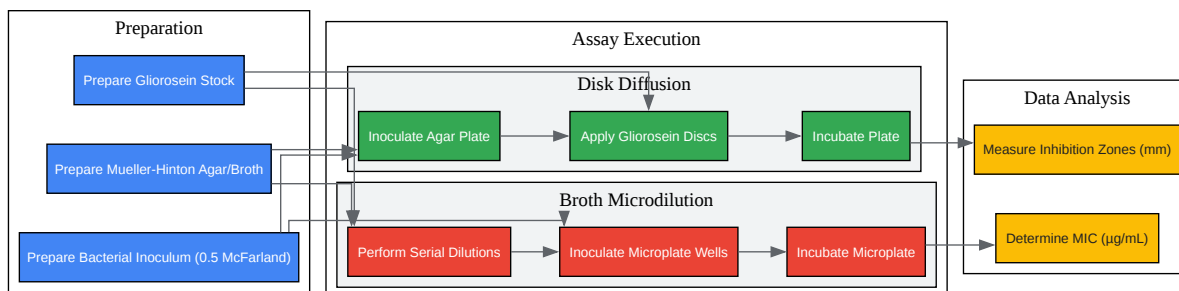 Preparation
Prepare Gliorosein Stock
Prepare Mueller-Hinton Agar/Broth
Prepare Bacterial Inoculum (0.5 McFarland)
Assay Execution
Disk Diffusion
Inoculate Agar Plate
Apply Gliorosein Discs
Incubate Plate
Broth Microdilution
Perform Serial Dilutions
Inoculate Microplate Wells
Incubate Microplate
Data Analysis
Measure Inhibition Zones (mm)
Determine MIC (µg/mL)